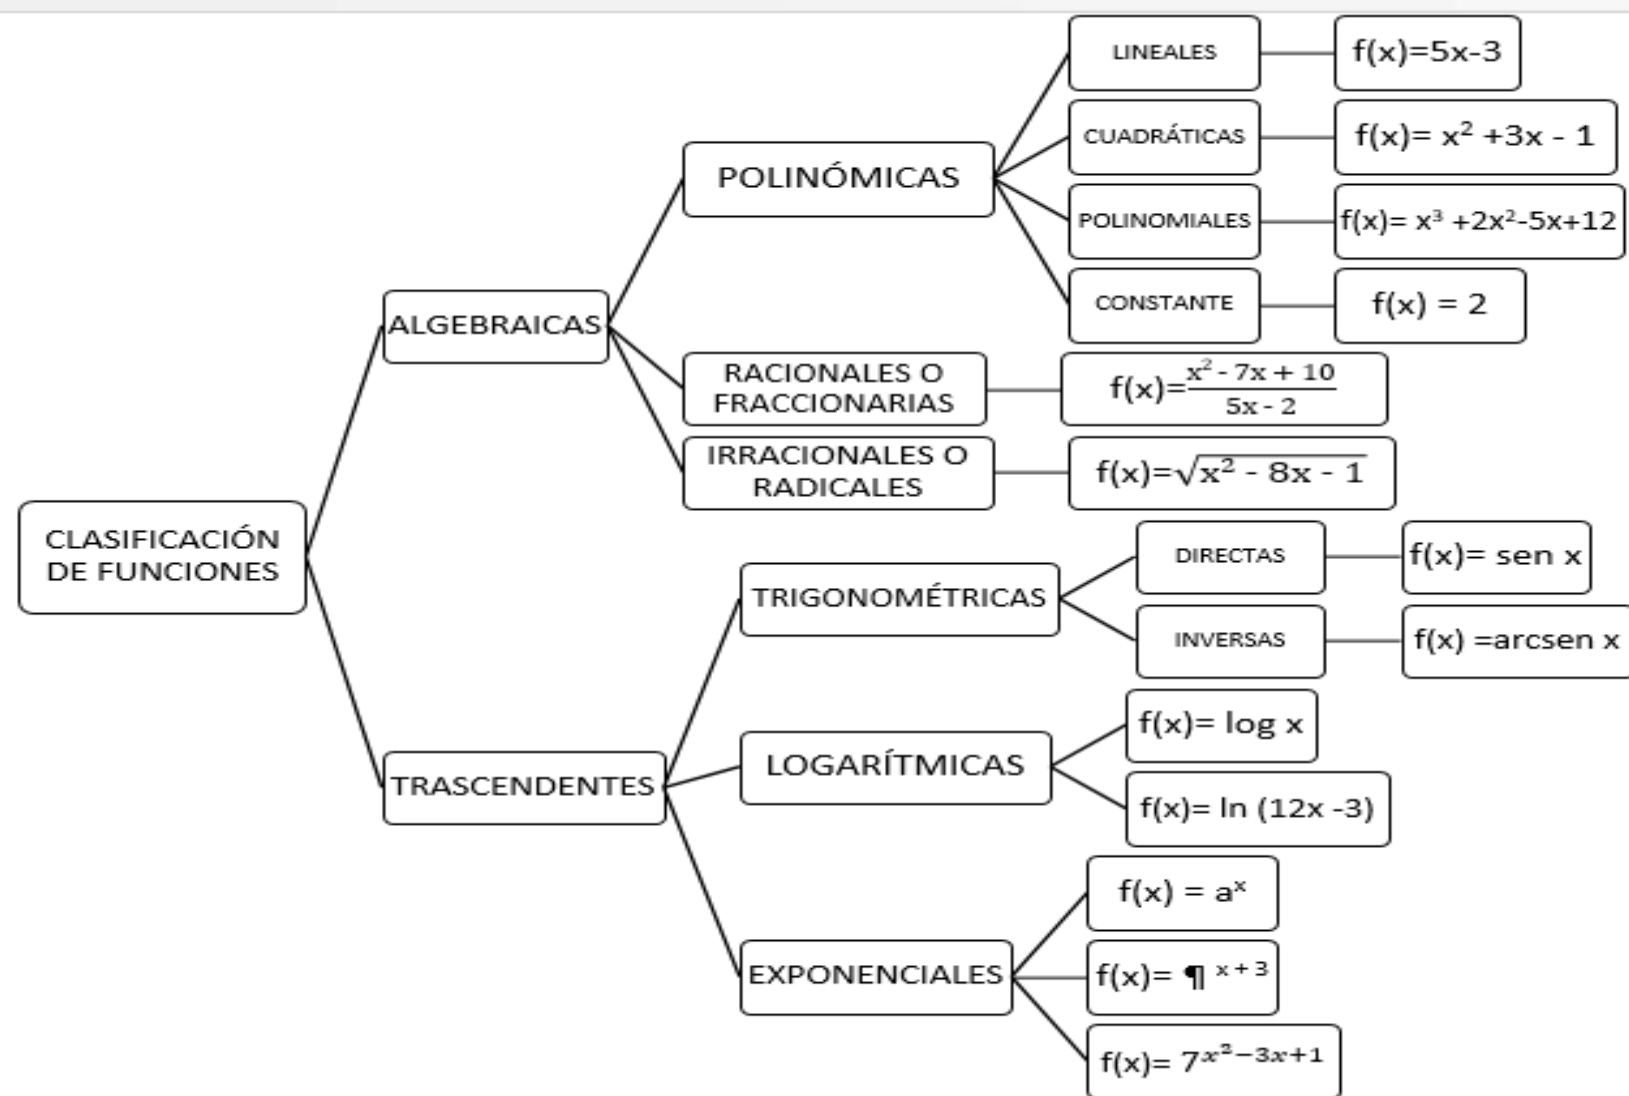 CLASIFICACIÓN
DE FUNCIONES
ALGEBRAICAS
POLINÓMICAS
LINEALES
f(x)=5x-3
CUADRÁTICAS
f(x)= x² +3x - 1
POLINOMIALES
f(x)= x³ +2x²-5x+12
CONSTANTE
f(x) = 2
RACIONALES O
FRACCIONARIAS
f(x)=(x² - 7x + 10)/(5x - 2)
IRRACIONALES O
RADICALES
f(x)=√(x² - 8x - 1)
TRASCENDENTES
TRIGONOMÉTRICAS
DIRECTAS
f(x)= sen x
INVERSAS
f(x) =arcsen x
LOGARÍTMICAS
f(x)= log x
f(x)= ln (12x -3)
EXPONENCIALES
f(x) = aˣ
f(x)= ¶ ˣ ⁺ ³
f(x)= 7^(x²−3x+1)